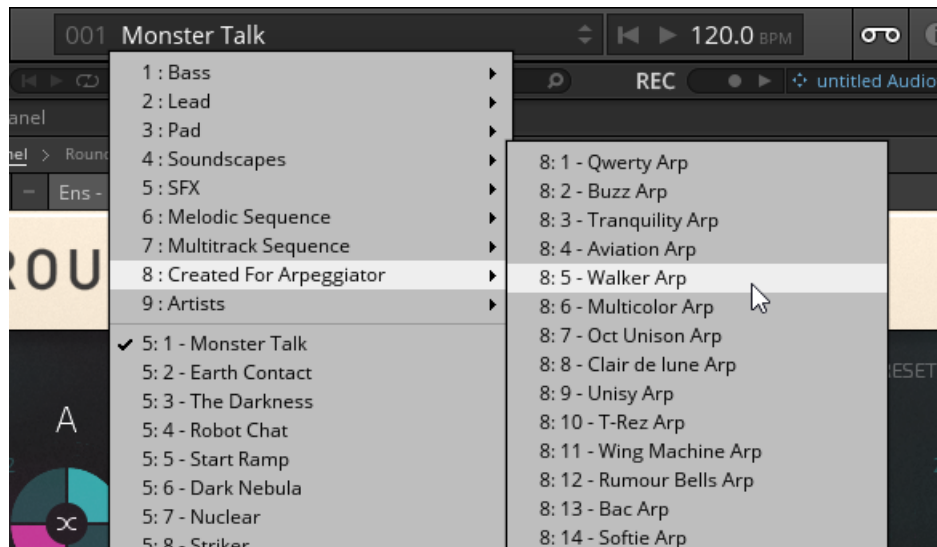 001 Monster Talk
120.0 BPM
REC
untitled Audio
anel
nel > Roun
Ens -
ROU
1 : Bass
2 : Lead
3 : Pad
4 : Soundscapes
5 : SFX
6 : Melodic Sequence
7 : Multitrack Sequence
8 : Created For Arpeggiator
9 : Artists
5: 1 - Monster Talk
5: 2 - Earth Contact
5: 3 - The Darkness
5: 4 - Robot Chat
5: 5 - Start Ramp
5: 6 - Dark Nebula
5: 7 - Nuclear
5: 8 - Striker
8: 1 - Qwerty Arp
8: 2 - Buzz Arp
8: 3 - Tranquility Arp
8: 4 - Aviation Arp
8: 5 - Walker Arp
8: 6 - Multicolor Arp
8: 7 - Oct Unison Arp
8: 8 - Clair de lune Arp
8: 9 - Unisy Arp
8: 10 - T-Rez Arp
8: 11 - Wing Machine Arp
8: 12 - Rumour Bells Arp
8: 13 - Bac Arp
8: 14 - Softie Arp
RESET
A